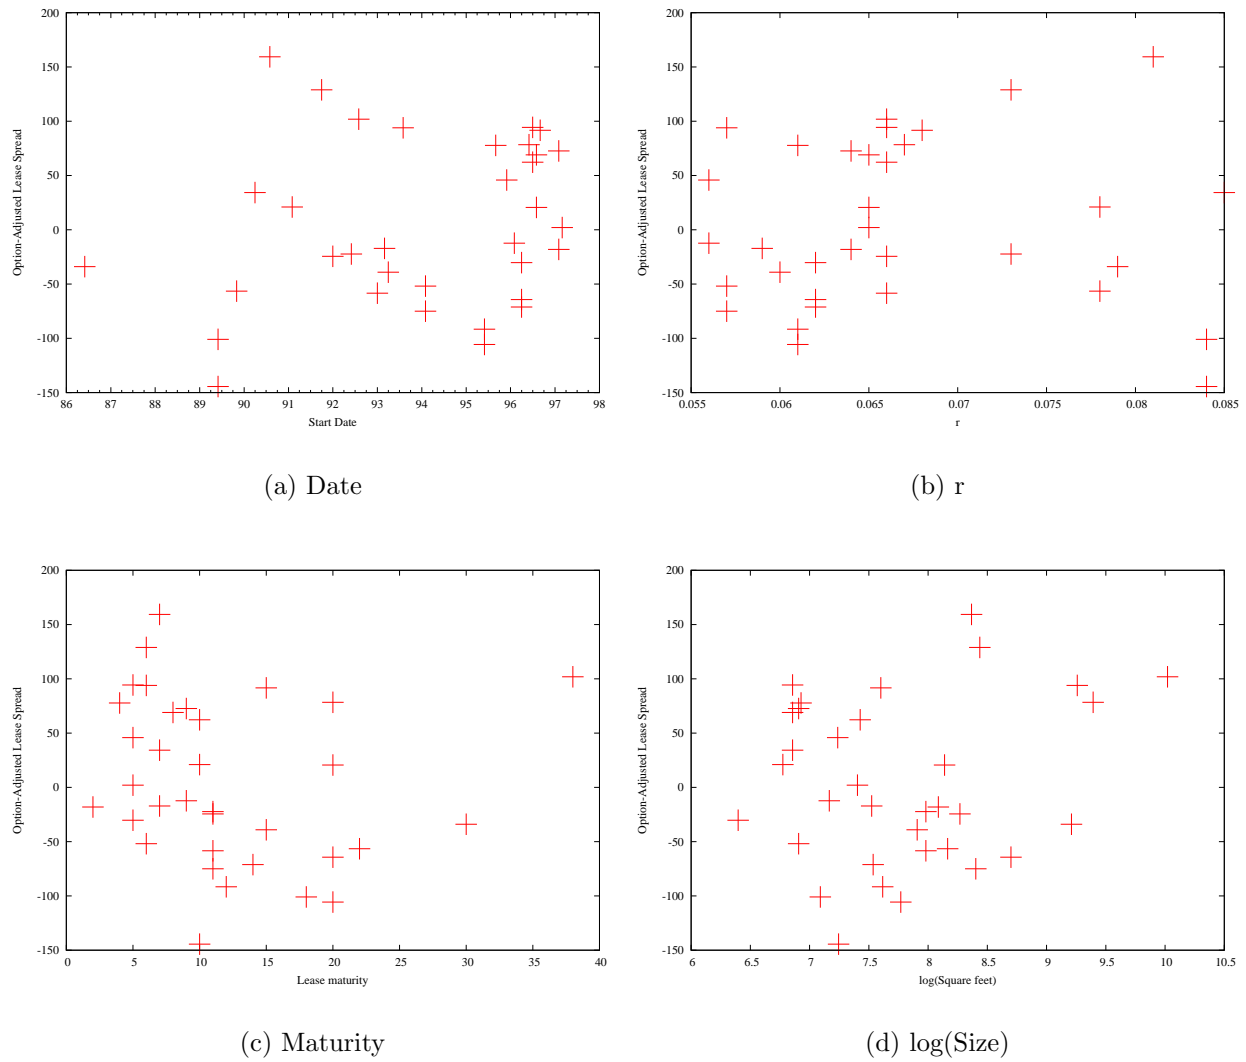 200
150
100
50
0
-50
-100
-150
86 87 88 89 90 91 92 93 94 95 96 97 98
Option-Adjusted Lease Spread
Start Date
(a) Date
200
150
100
50
0
-50
-100
-150
0.055 0.06 0.065 0.07 0.075 0.08 0.085
Option-Adjusted Lease Spread
r
(b) r
200
150
100
50
0
-50
-100
-150
0 5 10 15 20 25 30 35 40
Option-Adjusted Lease Spread
Lease maturity
(c) Maturity
200
150
100
50
0
-50
-100
-150
6 6.5 7 7.5 8 8.5 9 9.5 10 10.5
Option-Adjusted Lease Spread
log(Square feet)
(d) log(Size)